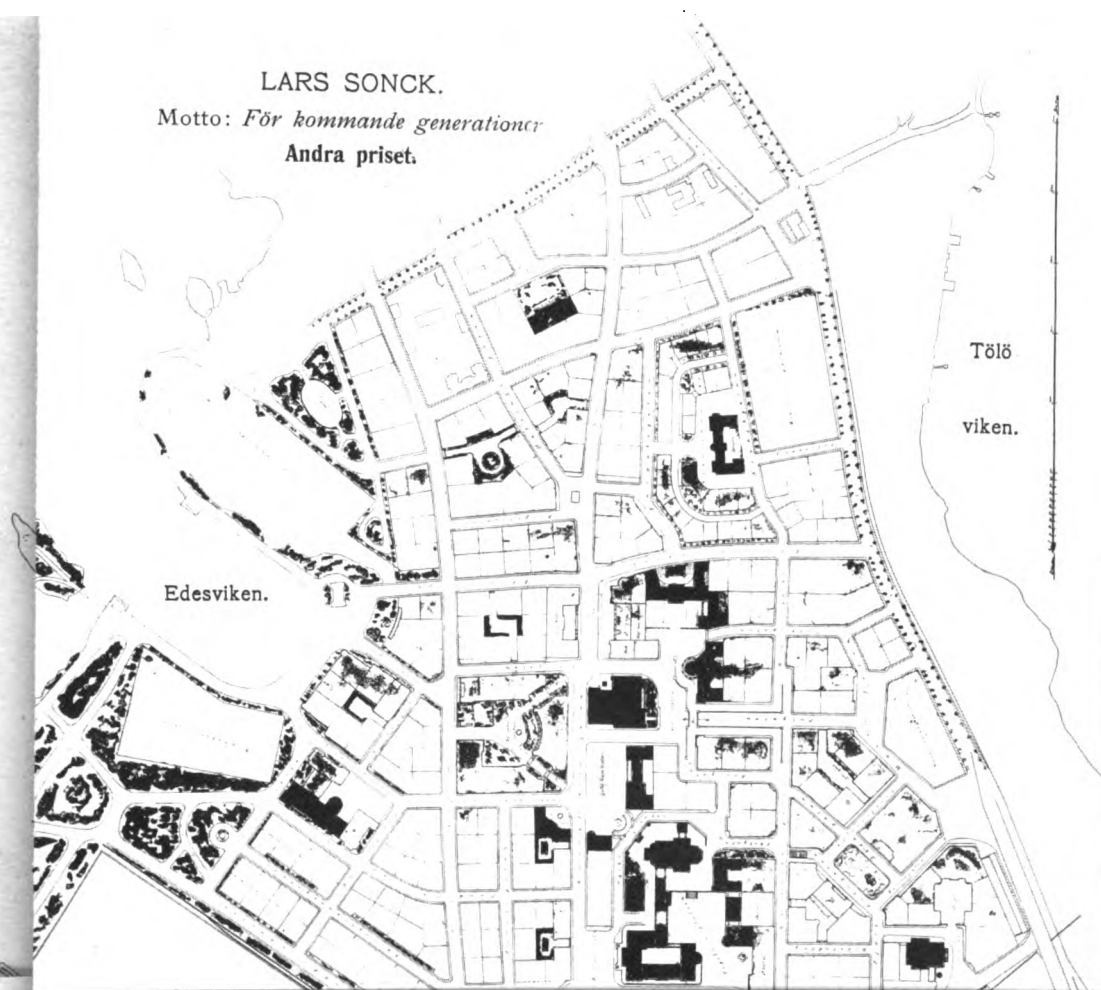 LARS SONCK.
Motto: För kommande generationer
Andra priset.
Tölö
viken.
Edesviken.